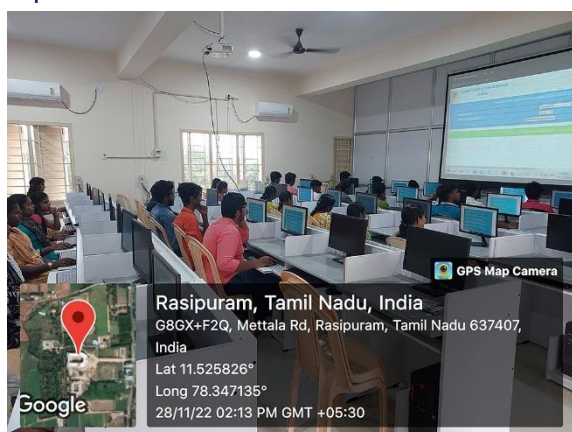 GPS Map Camera
Rasipuram, Tamil Nadu, India
G8GX+F2Q, Mettala Rd, Rasipuram, Tamil Nadu 637407,
India
Lat 11.525826°
Long 78.347135°
28/11/22 02:13 PM GMT +05:30
Google